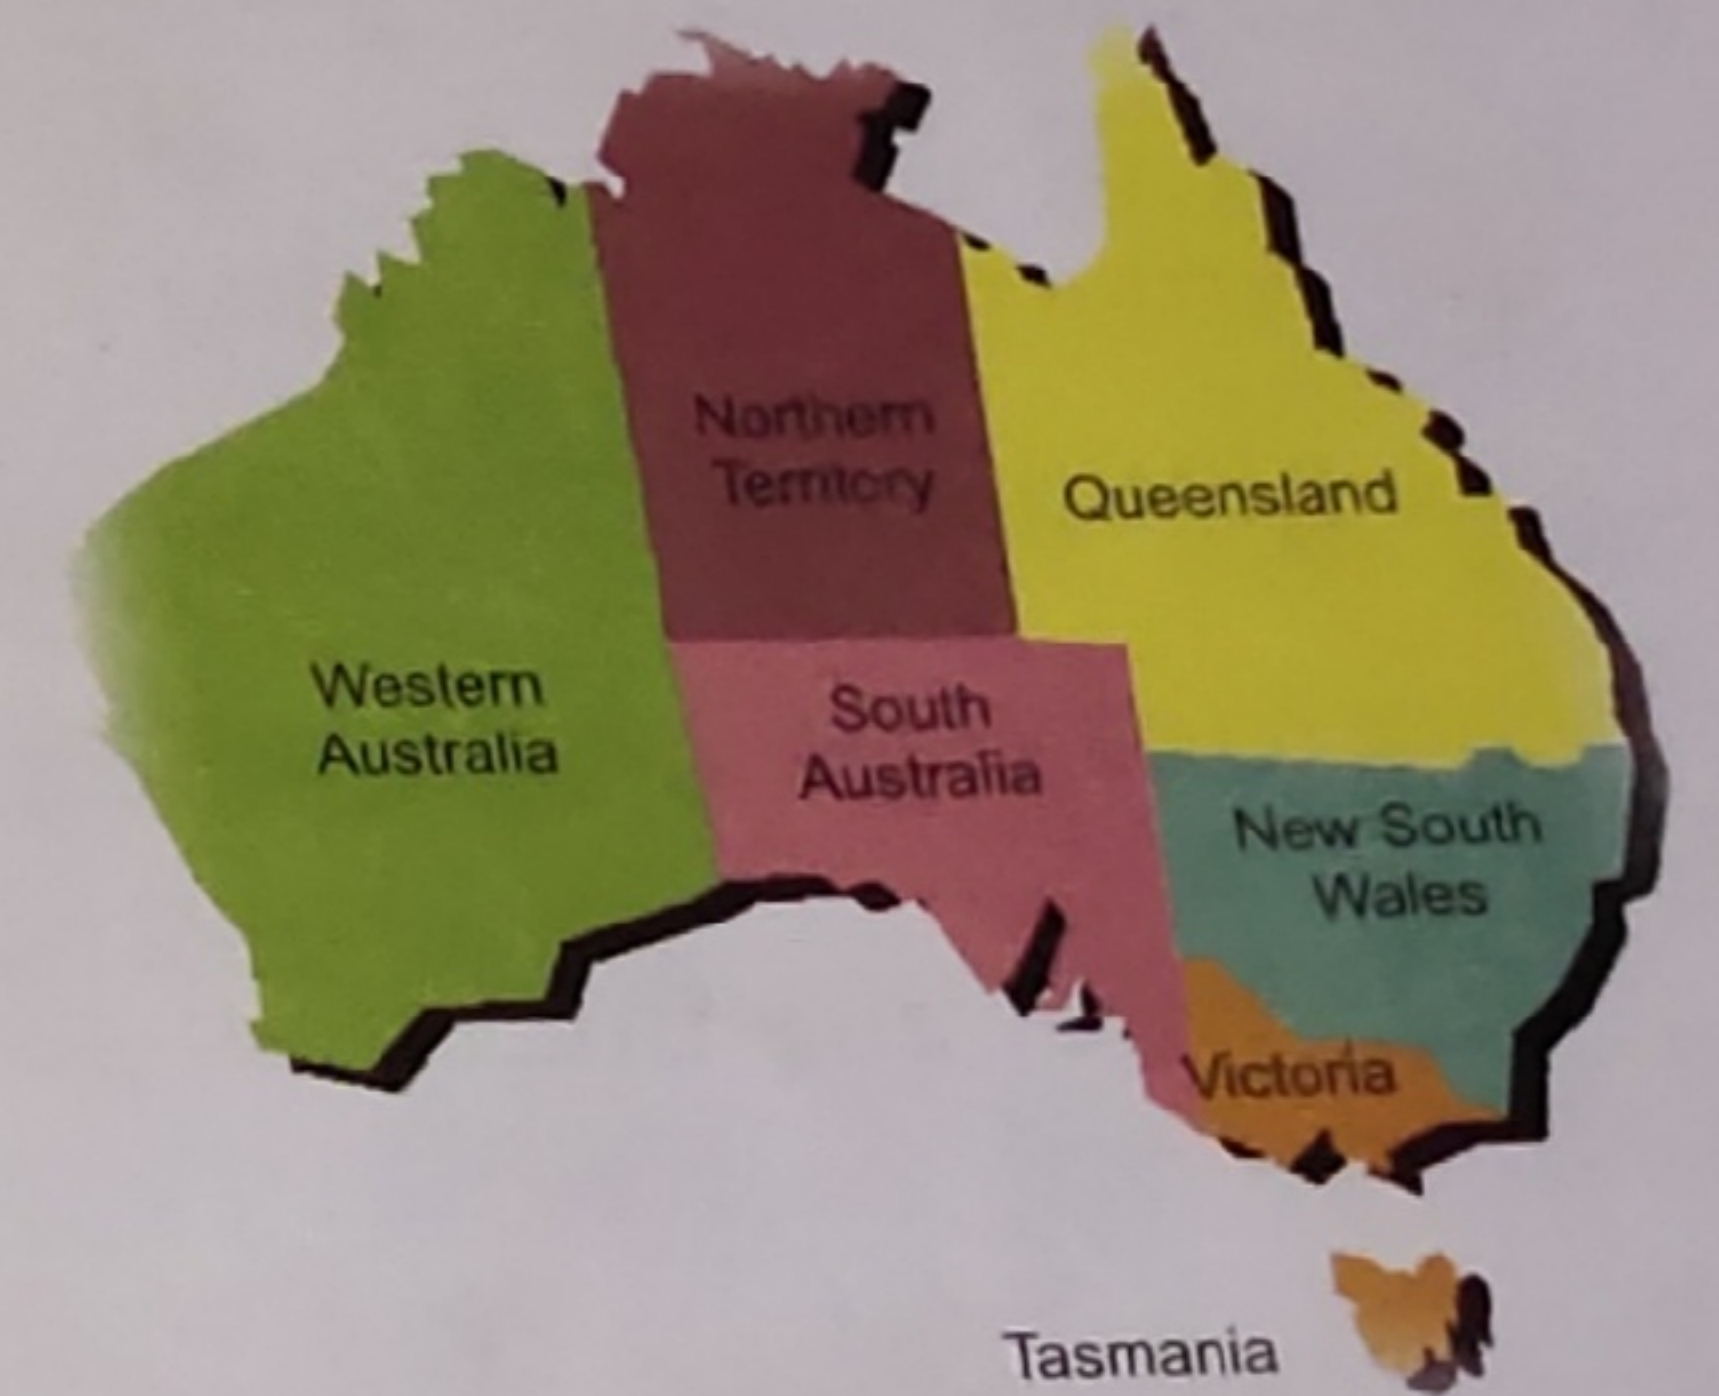 Northern
Territory
Queensland
Western
Australia
South
Australia
New South
Wales
Victoria
Tasmania